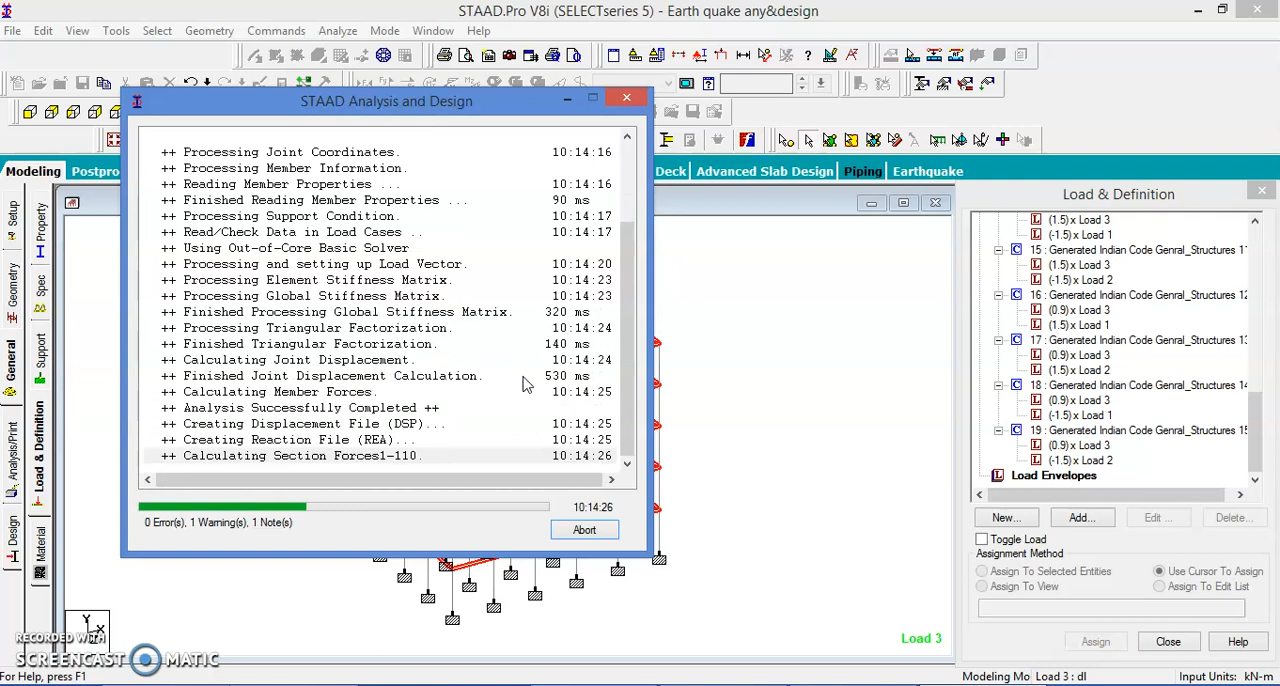 STAAD.Pro V8i (SELECTseries 5) - Earth quake any&design
File Edit View Tools Select Geometry Commands Analyze Mode Window Help
STAAD Analysis and Design
++ Processing Joint Coordinates. 10:14:16
++ Processing Member Information.
++ Reading Member Properties ... 10:14:16
++ Finished Reading Member Properties ... 90 ms
++ Processing Support Condition. 10:14:17
++ Read/Check Data in Load Cases .. 10:14:17
++ Using Out-of-Core Basic Solver
++ Processing and setting up Load Vector. 10:14:20
++ Processing Element Stiffness Matrix. 10:14:23
++ Processing Global Stiffness Matrix. 10:14:23
++ Finished Processing Global Stiffness Matrix. 320 ms
++ Processing Triangular Factorization. 10:14:24
++ Finished Triangular Factorization. 140 ms
++ Calculating Joint Displacement. 10:14:24
++ Finished Joint Displacement Calculation. 530 ms
++ Calculating Member Forces. 10:14:25
++ Analysis Successfully Completed ++
++ Creating Displacement File (DSP)... 10:14:25
++ Creating Reaction File (REA)... 10:14:25
++ Calculating Section Forces1-110. 10:14:26
10:14:26
0 Error(s), 1 Warning(s), 1 Note(s)
Abort
Modeling Postpro Deck Advanced Slab Design Piping Earthquake
Setup
Geometry
General
Analysis/Print
Design
Property
Spec
Support
Load & Definition
Material
Load & Definition
(1.5) x Load 3
(-1.5) x Load 1
15 : Generated Indian Code Genral_Structures 1
(1.5) x Load 3
(-1.5) x Load 2
16 : Generated Indian Code Genral_Structures 12
(0.9) x Load 3
(1.5) x Load 1
17 : Generated Indian Code Genral_Structures 13
(0.9) x Load 3
(1.5) x Load 2
18 : Generated Indian Code Genral_Structures 14
(0.9) x Load 3
(-1.5) x Load 1
19 : Generated Indian Code Genral_Structures 15
(0.9) x Load 3
(-1.5) x Load 2
Load Envelopes
New... Add... Edit ... Delete...
Toggle Load
Assignment Method
Assign To Selected Entities Use Cursor To Assign
Assign To View Assign To Edit List
Assign Close Help
Load 3
Y
X
RECORDED WITH
SCREENCAST MATIC
For Help, press F1
Modeling Mo Load 3 : dl Input Units: kN-m